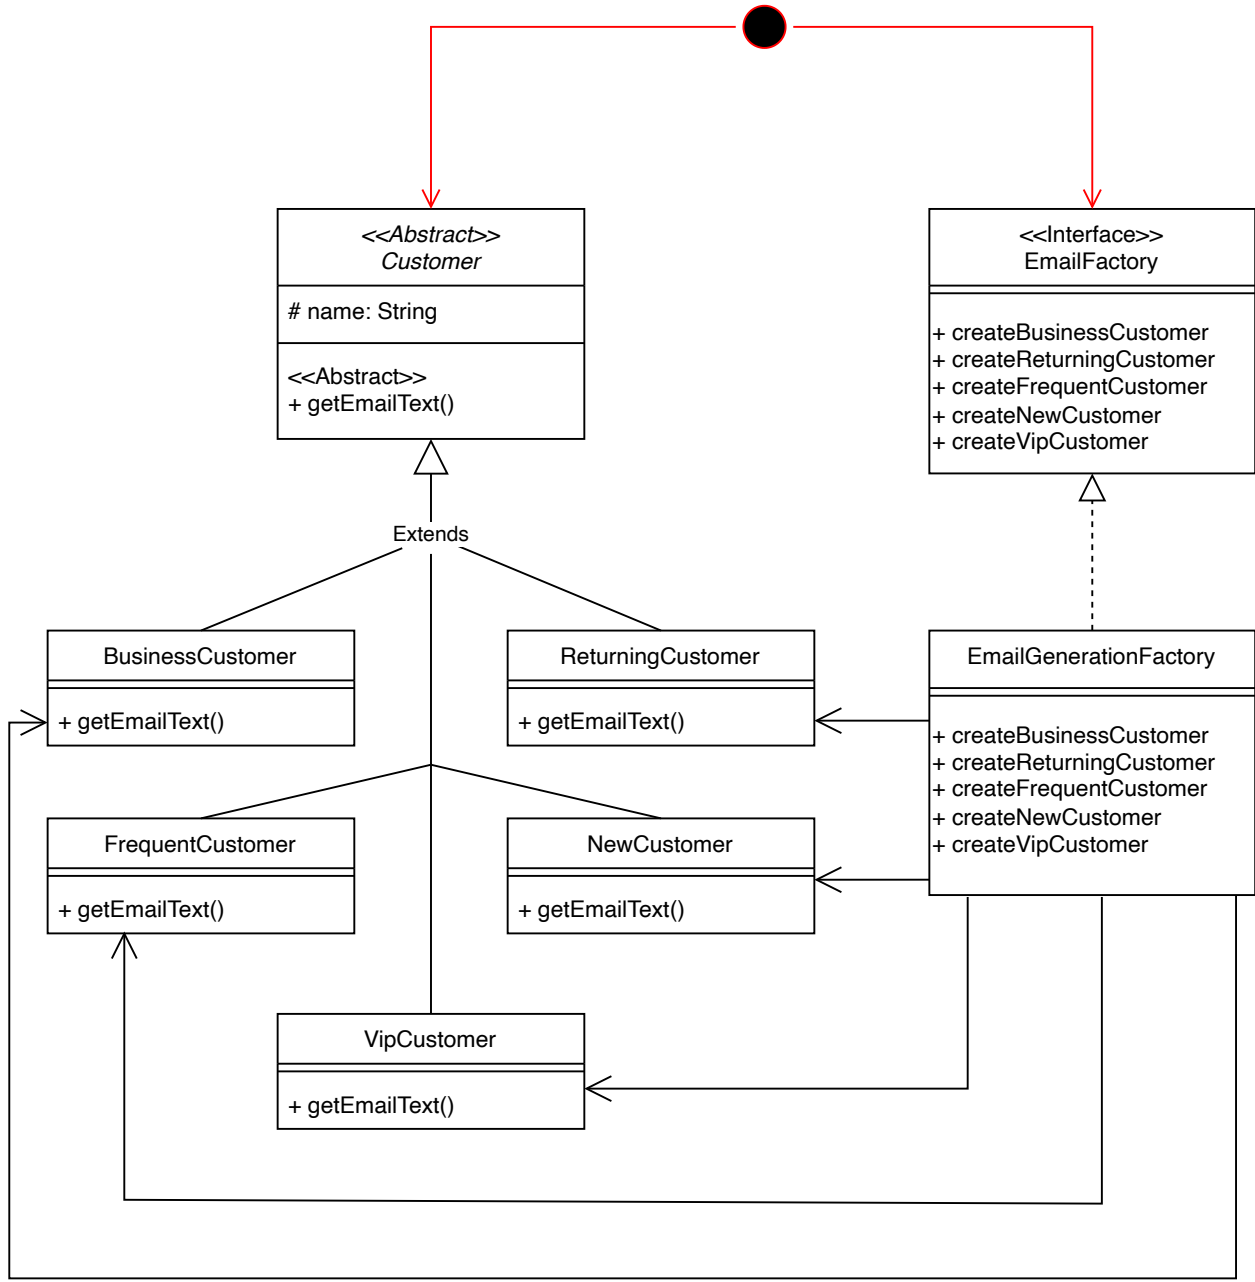 <<Abstract>>
Customer
# name: String
<<Abstract>>
+ getEmailText()
<<Interface>>
EmailFactory
+ createBusinessCustomer
+ createReturningCustomer
+ createFrequentCustomer
+ createNewCustomer
+ createVipCustomer
Extends
BusinessCustomer
+ getEmailText()
ReturningCustomer
+ getEmailText()
EmailGenerationFactory
+ createBusinessCustomer
+ createReturningCustomer
+ createFrequentCustomer
+ createNewCustomer
+ createVipCustomer
FrequentCustomer
+ getEmailText()
NewCustomer
+ getEmailText()
VipCustomer
+ getEmailText()